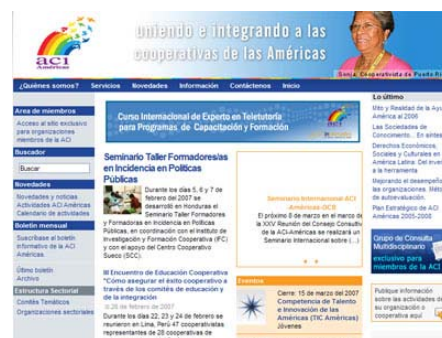 aci
Américas
uniendo e integrando a las
cooperativas de las Américas
Sonja, Cooperativista de Puerto Ri
¿Quiénes somos? Servicios Novedades Información Contáctenos Inicio
Area de miembros
Acceso al sitio exclusivo
para organizaciones
miembros de la ACI
Buscador
Buscar
Novedades
Novedades y noticias
Actividades ACI Américas
Calendario de actividades
Boletín mensual
Suscríbase al boletín
informativo de la ACI
Américas.
Último boletín
Archivo
Estructura Sectorial
Comités Temáticos
Organizaciones sectoriales
Curso Internacional de Experto en Teletutoría
para Programas de Capacitación y Formación
Seminario Taller Formadores/as
en Incidencia en Políticas
Públicas
Durante los días 5, 6 y 7 de
febrero del 2007 se
desarrolló en Honduras el
Seminario Taller Formadores
y Formadoras en Incidencia en Políticas
Públicas, en coordinación con el Instituto de
Investigación y Formación Cooperativa (IFC)
y con el apoyo del Centro Cooperativo
Sueco (SCC).
III Encuentro de Educación Cooperativa
"Cómo asegurar el éxito cooperativo a
través de los comités de educación y
de la integración
de febrero de 2007
Durante los días 22, 23 y 24 de febrero se
reunieron en Lima, Perú 47 cooperativistas
representantes de 28 cooperativas de
Seminario Internacional ACI
Américas-OCB
El próximo 8 de marzo en el marco de
la XXV Reunión del Consejo Consultivo
de la ACI-Américas se realizará un
Seminario Internacional sobre (...)
Eventos
Cierre: 15 de marzo del 2007
Competencia de Talento
e Innovación de las
Américas (TIC Américas)
Jóvenes
Lo último
Mito y Realidad de la Ayu
América al 2006
Las Sociedades de
Conocimiento. En síntes
Derechos Económicos,
Sociales y Culturales en
América Latina: Del inven
a la herramienta
Mejorando el desempeño
las organizaciones. Méto
de autoevaluación.
Plan Estratégico de ACI
Américas 2005-2008
Grupo de Consulta
Multidisciplinario
exclusivo para
miembros de la ACI
Publique información
sobre las actividades de
su organización o
cooperativa aquí